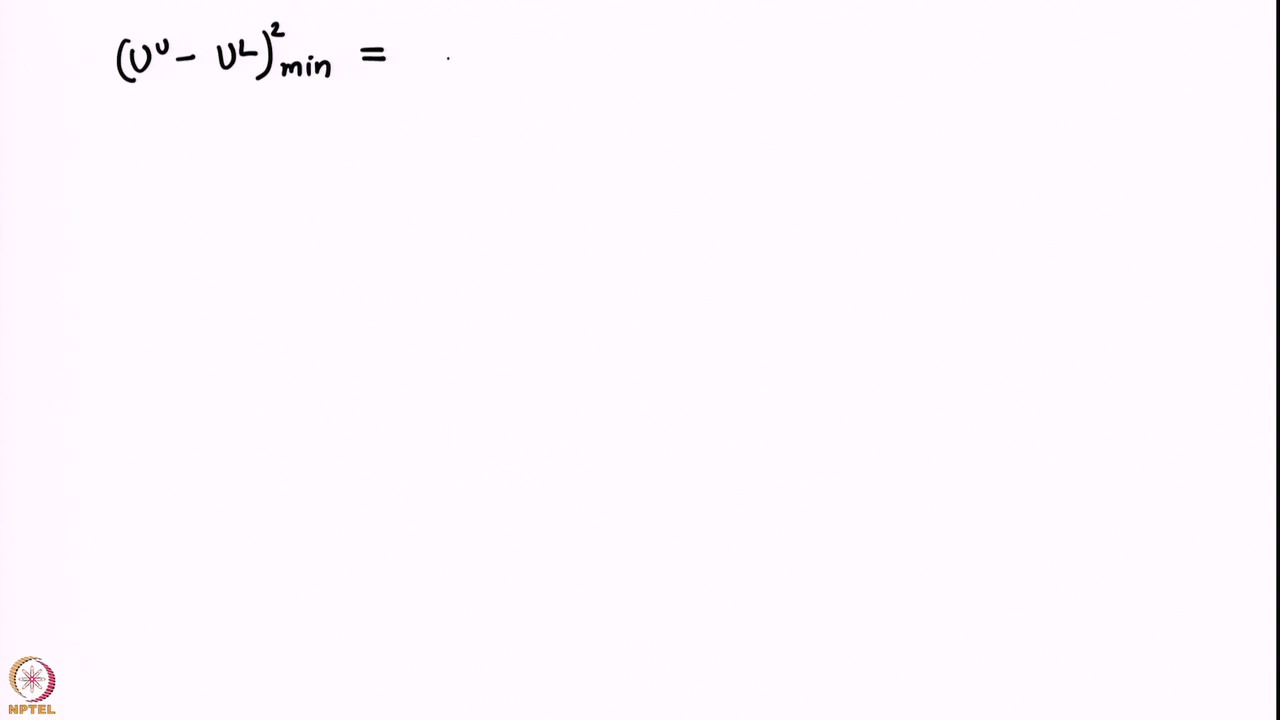 (U^U - U^L)^2_min =
NPTEL